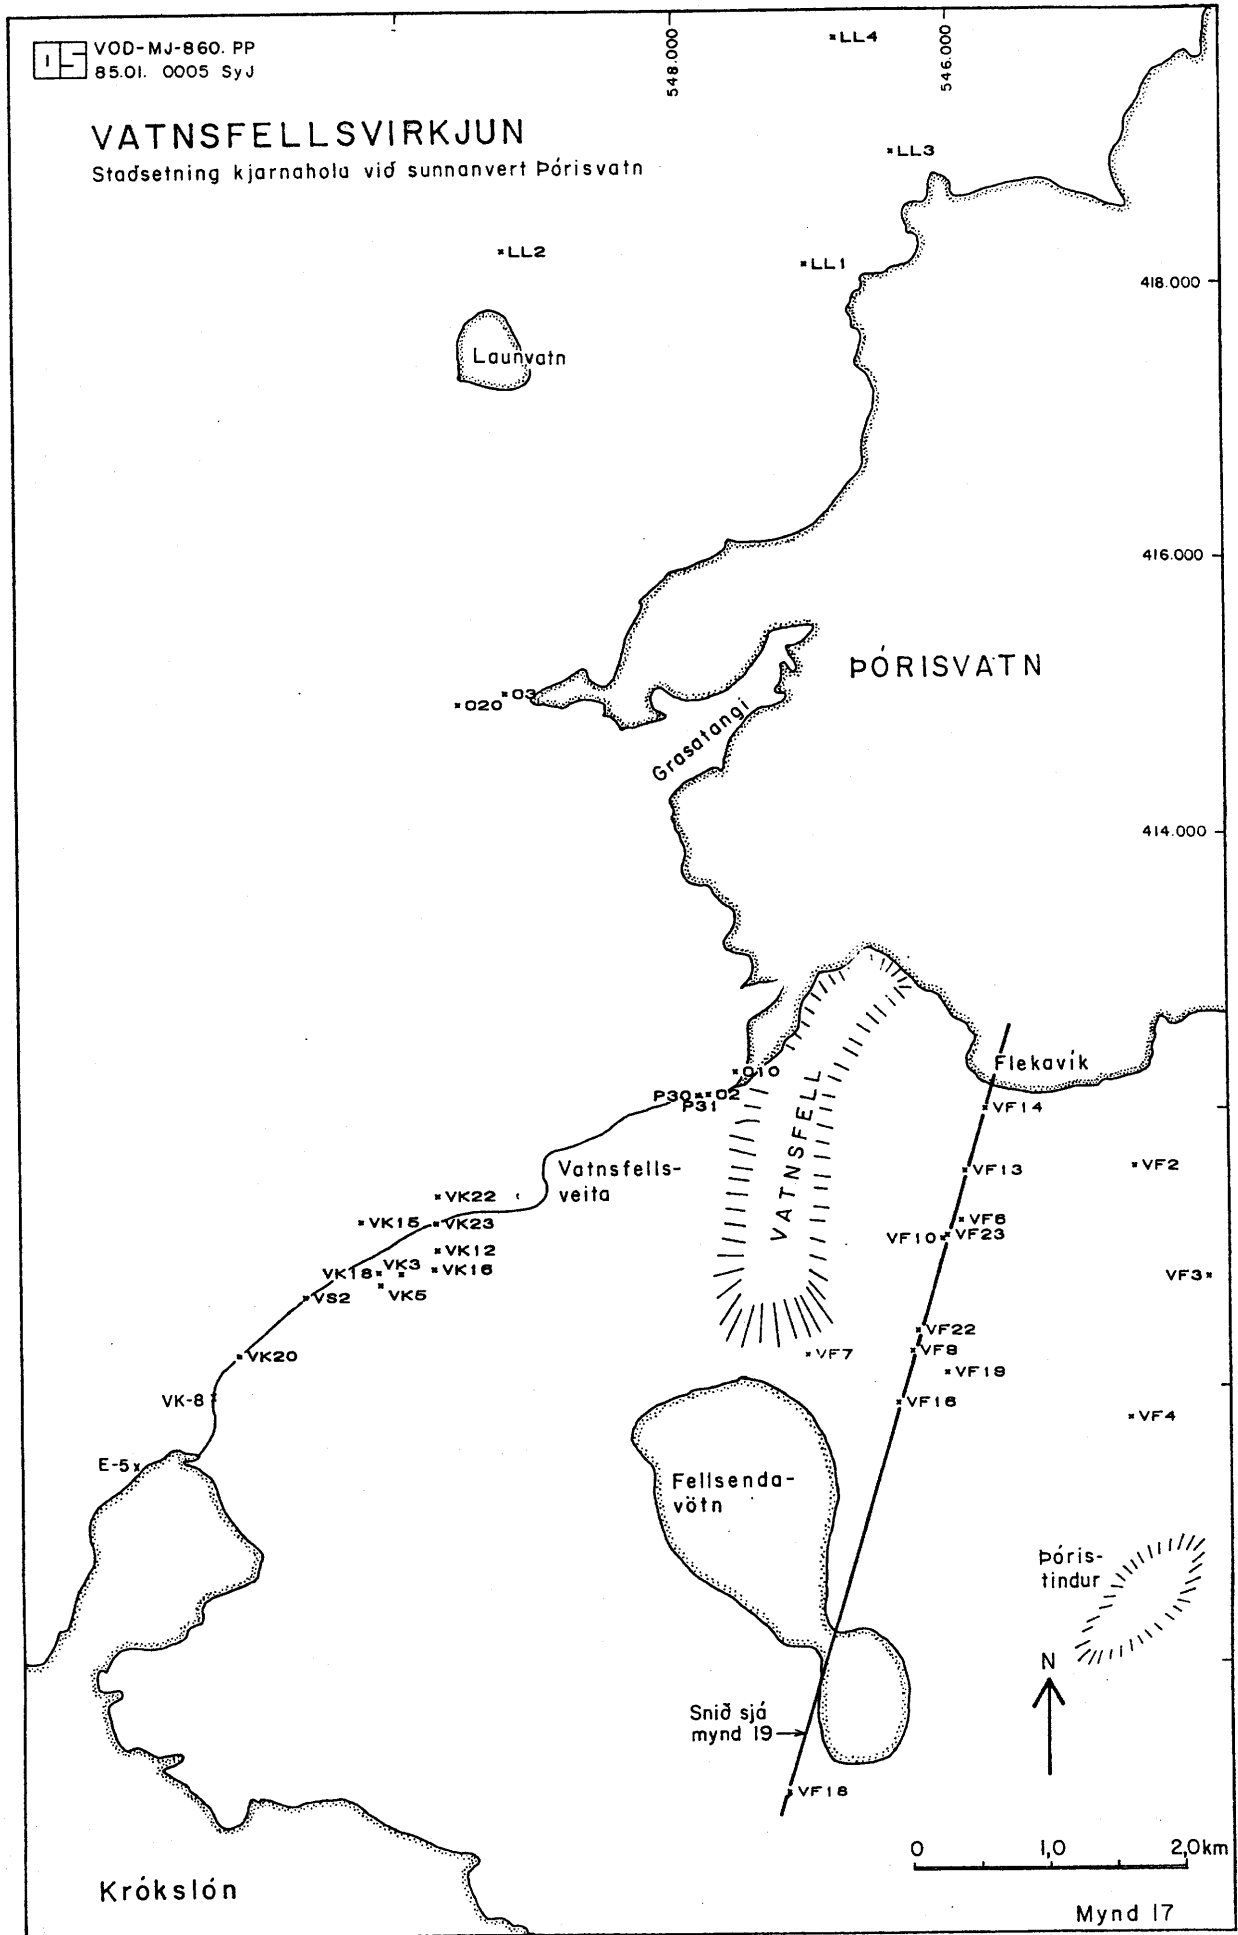 OS
VOD-MJ-860. PP
85.01. 0005 SyJ
VATNSFELLSVIRKJUN
Staðsetning kjarnahola við sunnanvert Þórisvatn
548.000
546.000
LL4
LL3
LL2
LL1
418.000
Launvatn
416.000
ÞÓRISVATN
O20
O3
Grasatangi
414.000
Flekavík
O10
P30
O2
P31
VATNSFELL
VF14
Vatnsfells-
veita
VF13
VF2
VK22
VK15
VK23
VF6
VF10
VF23
VK12
VK18
VK3
VK16
VF3
VK5
VS2
VF22
VF7
VF8
VK20
VF19
VK-8
VF16
VF4
E-5
Fellsenda-
vötn
Þóris-
tindur
N
Snið sjá
mynd 19
VF18
0 1,0 2,0km
Krókslón
Mynd 17